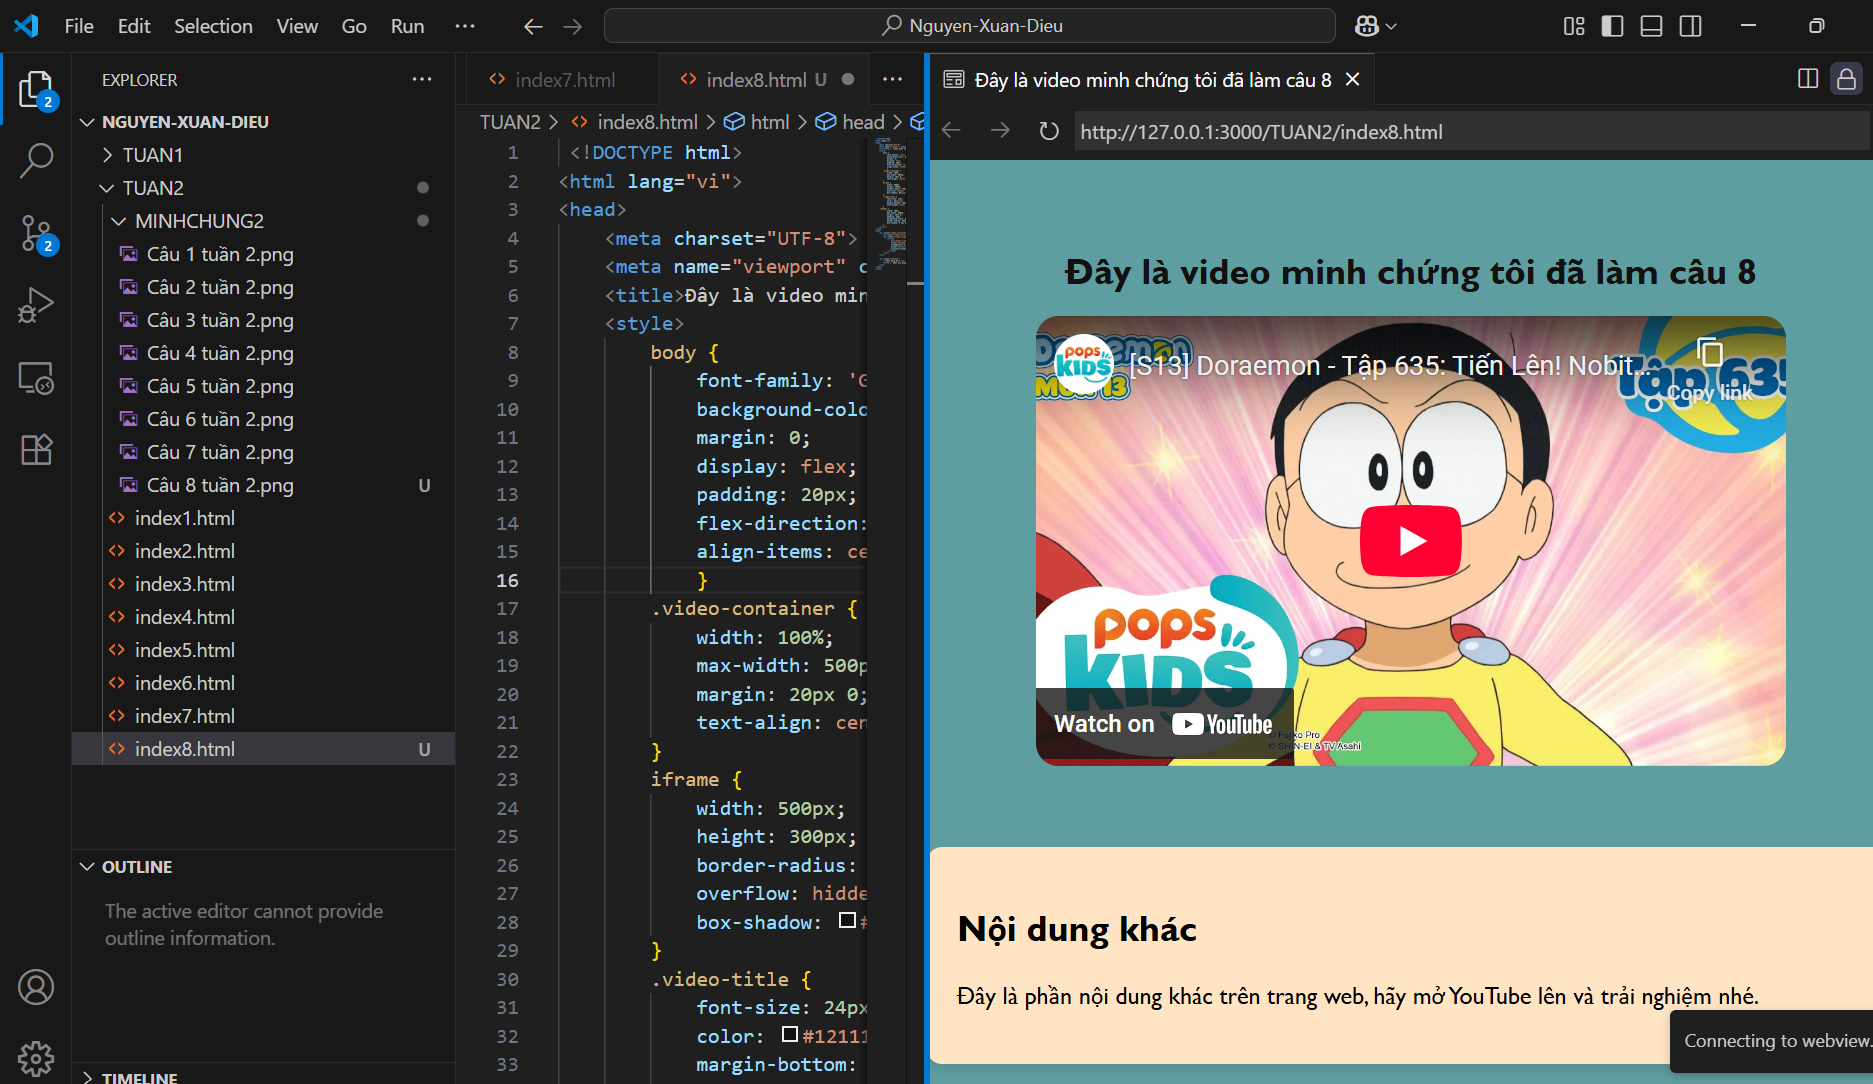 File Edit Selection View Go Run
Nguyen-Xuan-Dieu
EXPLORER
NGUYEN-XUAN-DIEU
TUAN1
TUAN2
MINHCHUNG2
Câu 1 tuần 2.png
Câu 2 tuần 2.png
Câu 3 tuần 2.png
Câu 4 tuần 2.png
Câu 5 tuần 2.png
Câu 6 tuần 2.png
Câu 7 tuần 2.png
Câu 8 tuần 2.png U
index1.html
index2.html
index3.html
index4.html
index5.html
index6.html
index7.html
index8.html U
OUTLINE
The active editor cannot provide
outline information.
TIMELINE
2
2
index7.html
index8.html U
TUAN2 > index8.html > html > head >
1 <!DOCTYPE html>
2 <html lang="vi">
3 <head>
4 <meta charset="UTF-8">
5 <meta name="viewport" c
6 <title>Đây là video min
7 <style>
8 body {
9 font-family: 'G
10 background-colo
11 margin: 0;
12 display: flex;
13 padding: 20px;
14 flex-direction:
15 align-items: ce
16 }
17 .video-container {
18 width: 100%;
19 max-width: 500p
20 margin: 20px 0;
21 text-align: cen
22 }
23 iframe {
24 width: 500px;
25 height: 300px;
26 border-radius:
27 overflow: hidde
28 box-shadow: #
29 }
30 .video-title {
31 font-size: 24px
32 color: #12111
33 margin-bottom:
Đây là video minh chứng tôi đã làm câu 8
http://127.0.0.1:3000/TUAN2/index8.html
Đây là video minh chứng tôi đã làm câu 8
POPS KIDS
[S13] Doraemon - Tập 635: Tiến Lên! Nobit...
Copy link
Tập 635
POPS KIDS
Watch on YouTube
© Fujiko Pro
© SHIN-EI & TV Asahi
Nội dung khác
Đây là phần nội dung khác trên trang web, hãy mở YouTube lên và trải nghiệm nhé.
Connecting to webview.